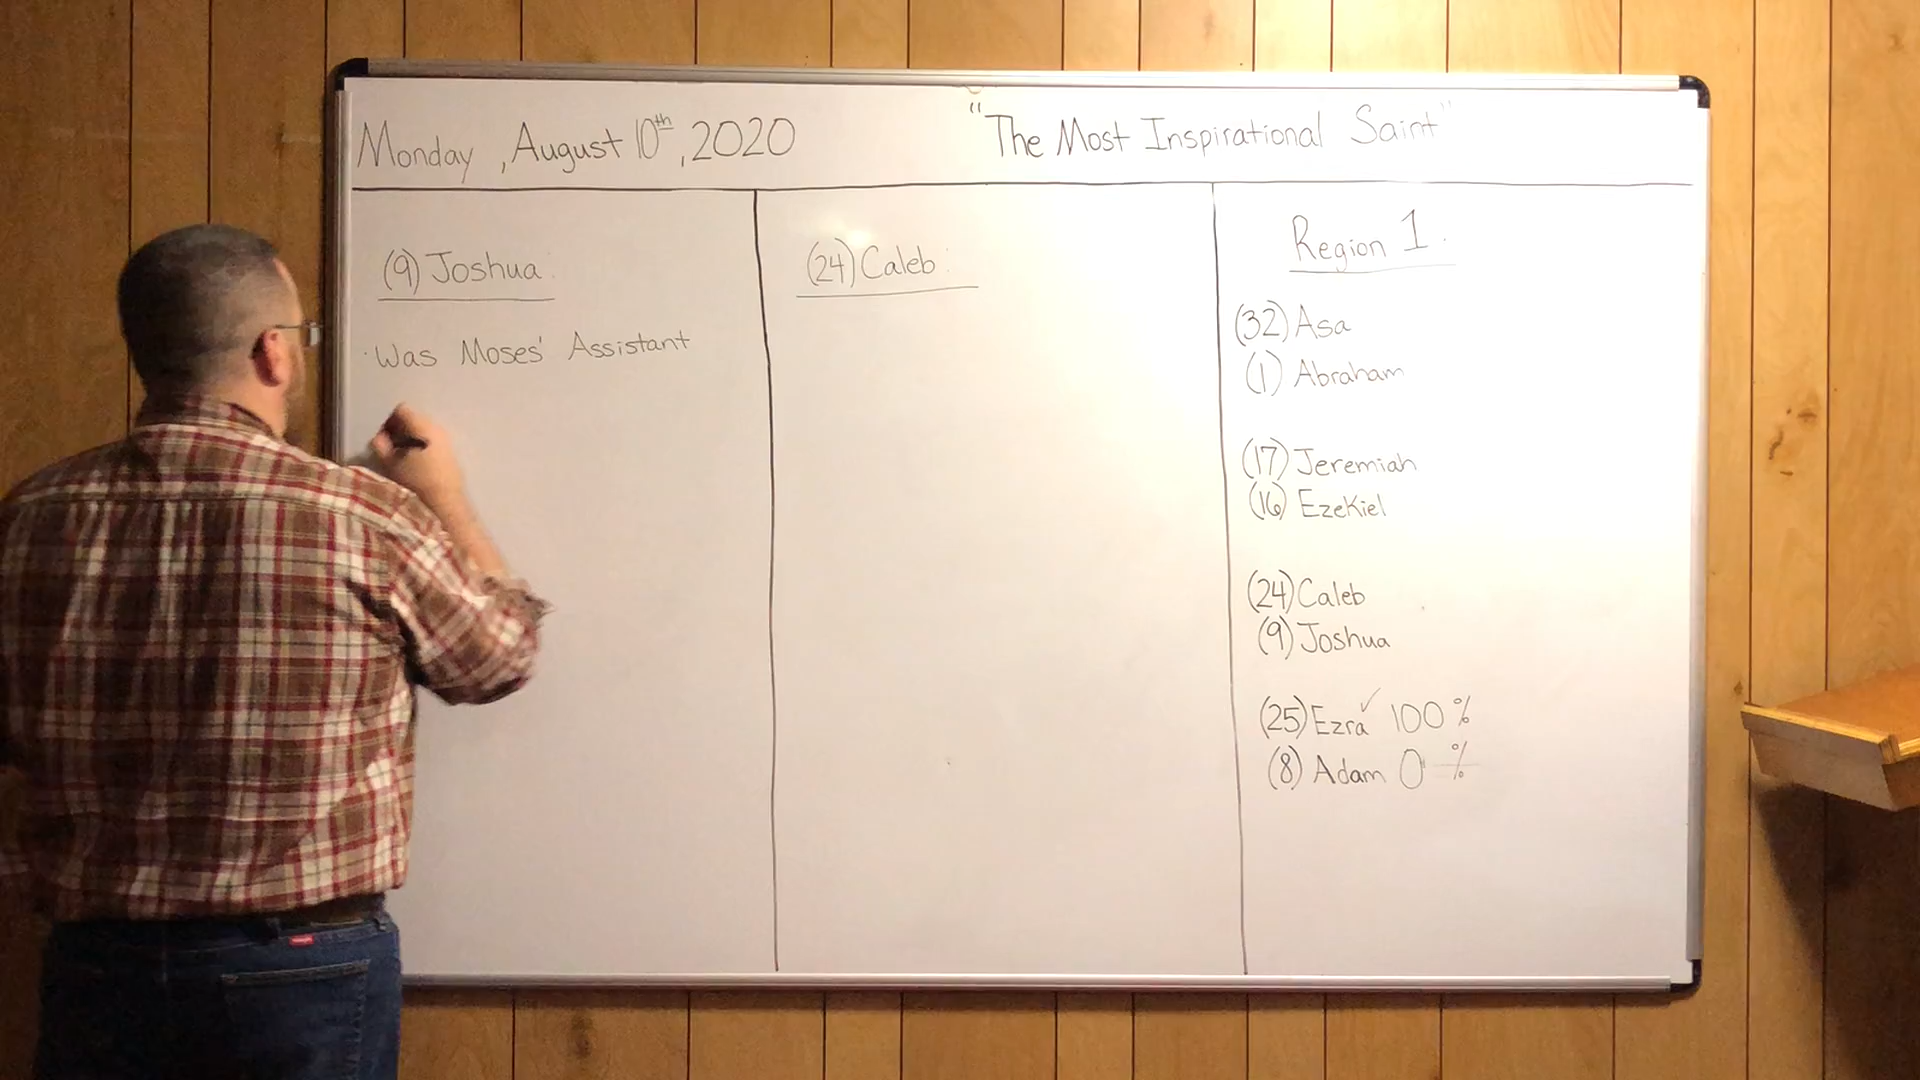 Monday, August 10th, 2020
"The Most Inspirational Saint"
(9) Joshua:
· Was Moses' Assistant
(24) Caleb:
Region 1.
(32) Asa
(1) Abraham
(17) Jeremiah
(16) Ezekiel
(24) Caleb
(9) Joshua
(25) Ezra ✓ 100%
(8) Adam 0%